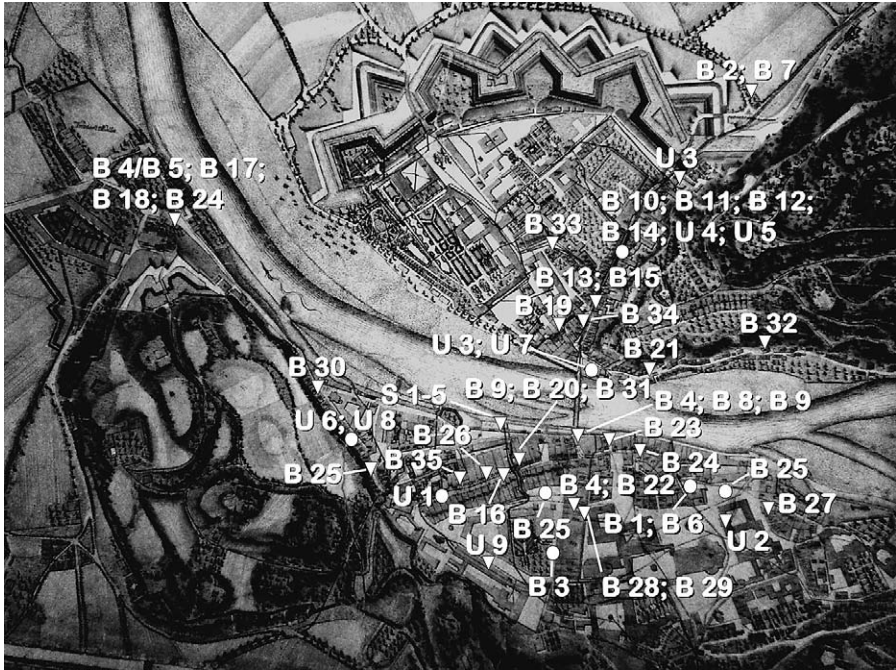 B 2; B 7
B 4/B 5; B 17;
B 18; B 24
U 3
B 10; B 11; B 12;
B 14; U 4; U 5
B 33
B 13; B15
B 19
B 34
B 32
U 3; U 7
B 21
B 30
S 1-5
B 9; B 20; B 31
B 4; B 8; B 9
U 6; U 8
B 26
B 23
B 25
B 35
B 24
B 25
U 1
B 16
B 4; B 22
B 27
B 25
B 1; B 6
U 2
U 9
B 3
B 28; B 29